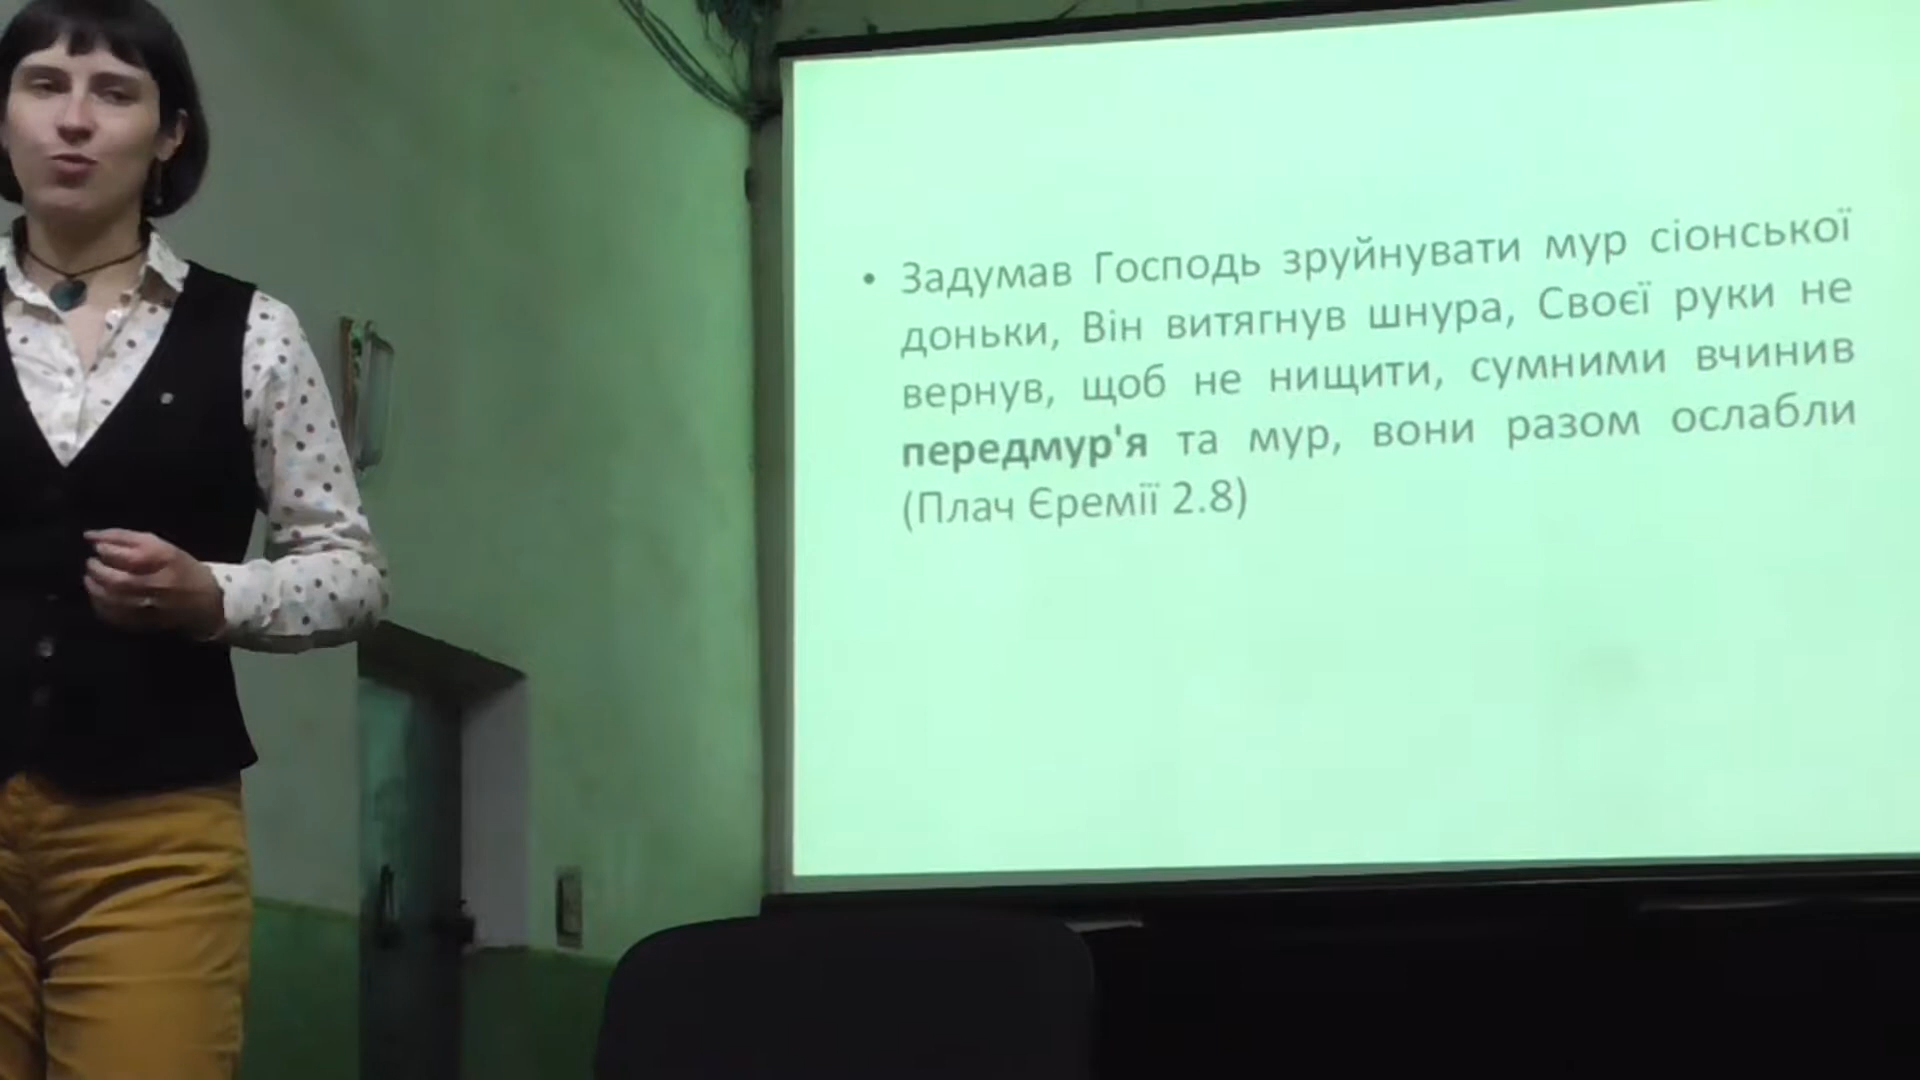 • Задумав Господь зруйнувати мур сіонської
доньки, Він витягнув шнура, Своєї руки не
вернув, щоб не нищити, сумними вчинив
передмур'я та мур, вони разом ослабли
(Плач Єремії 2.8)